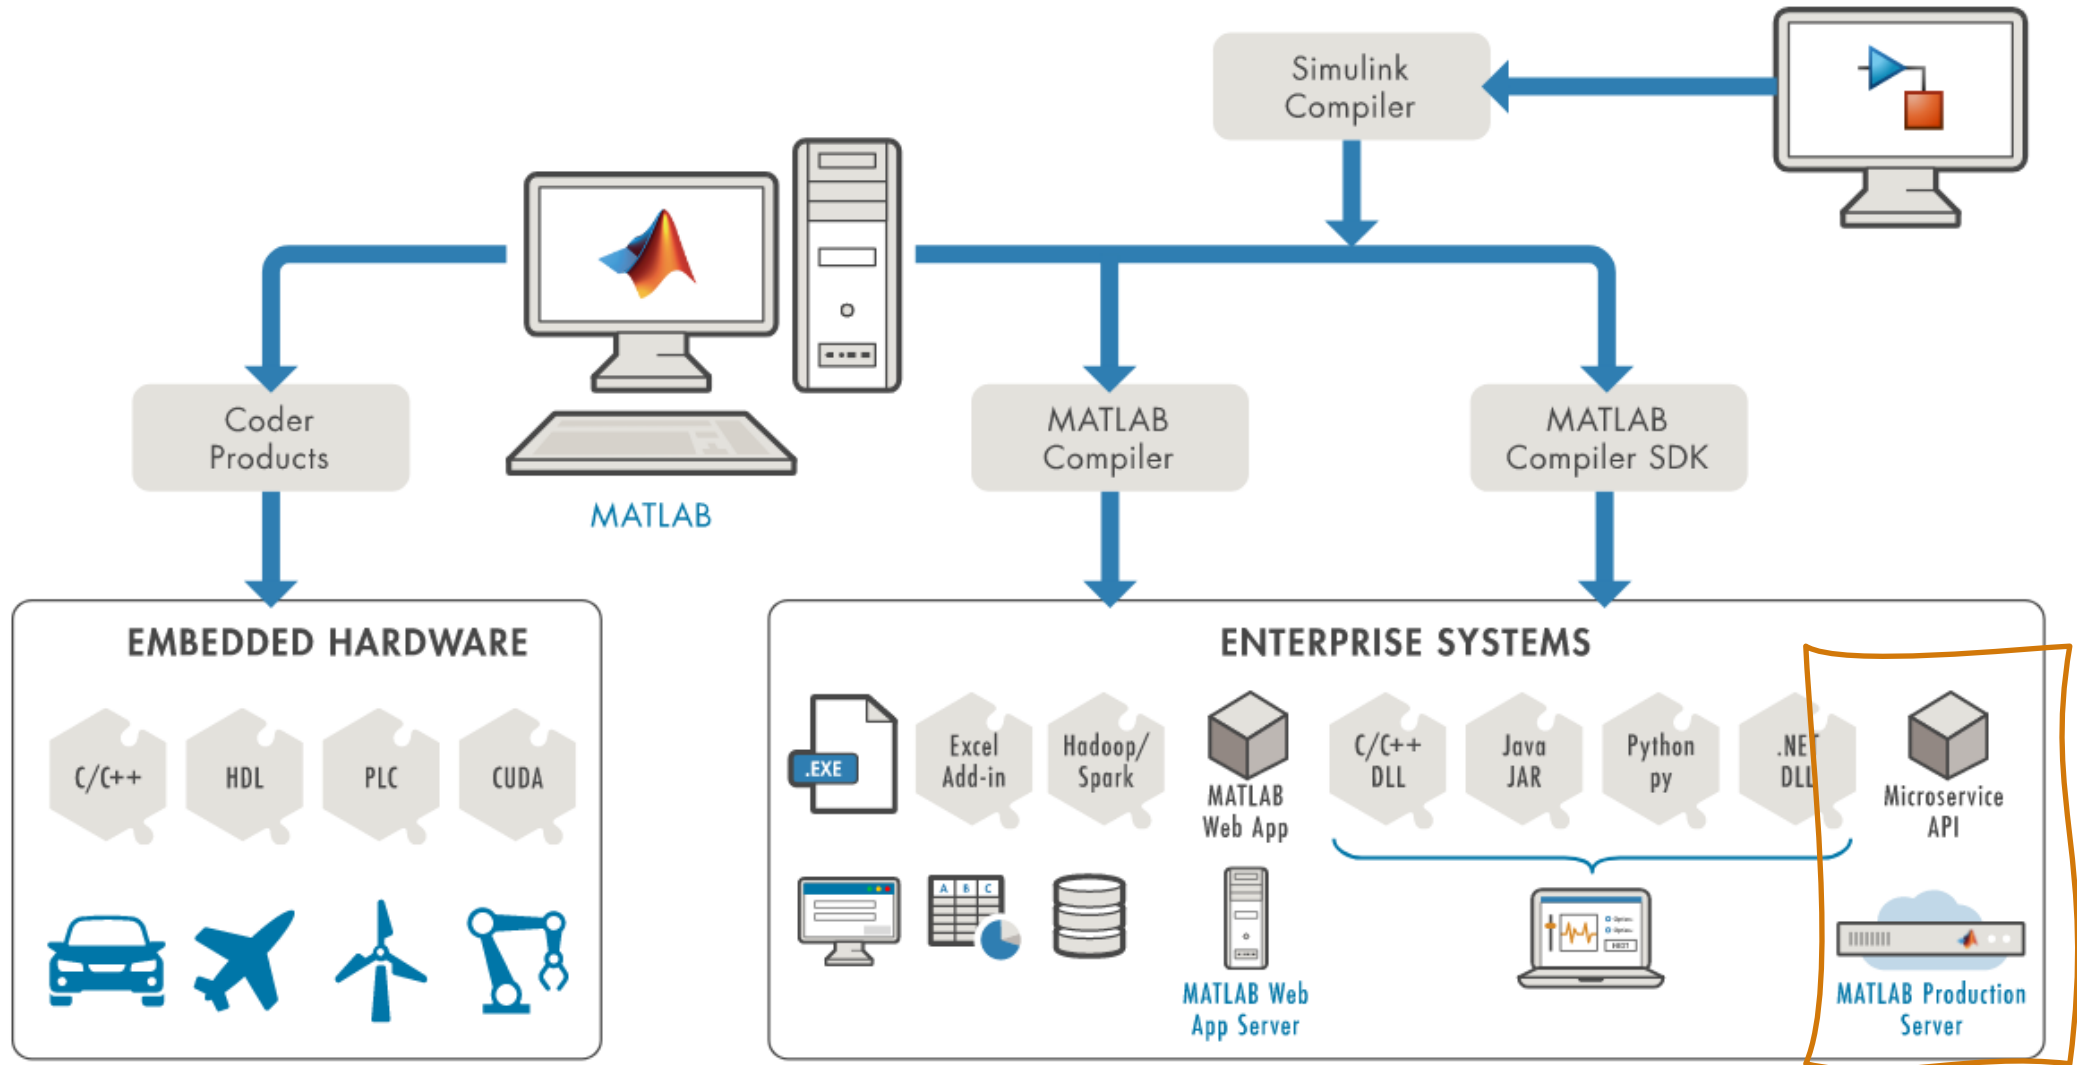 Simulink
Compiler
Coder
Products
MATLAB
MATLAB
Compiler
MATLAB
Compiler SDK
EMBEDDED HARDWARE
C/C++
HDL
PLC
CUDA
ENTERPRISE SYSTEMS
.EXE
Excel
Add-in
Hadoop/
Spark
MATLAB
Web App
C/C++
DLL
Java
JAR
Python
py
.NET
DLL
Microservice
API
A B C
MATLAB Web
App Server
MATLAB Production
Server